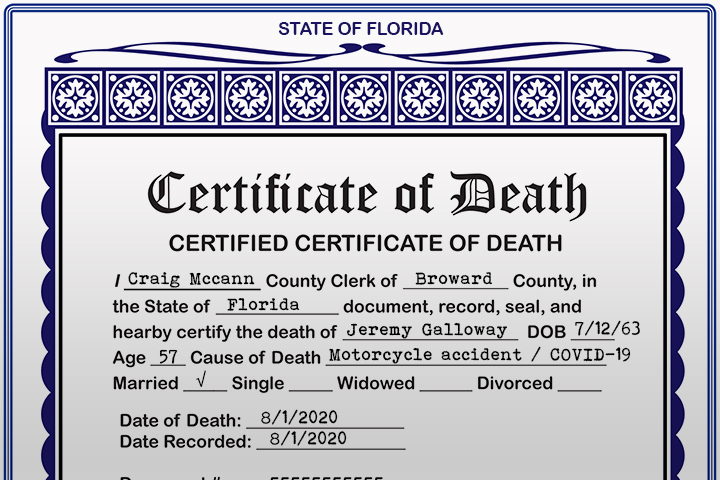 STATE OF FLORIDA
Certificate of Death
CERTIFIED CERTIFICATE OF DEATH
I Craig Mccann County Clerk of Broward County, in
the State of Florida document, record, seal, and
hearby certify the death of Jeremy Galloway DOB 7/12/63
Age 57 Cause of Death Motorcycle accident / COVID-19
Married √ Single Widowed Divorced
Date of Death: 8/1/2020
Date Recorded: 8/1/2020